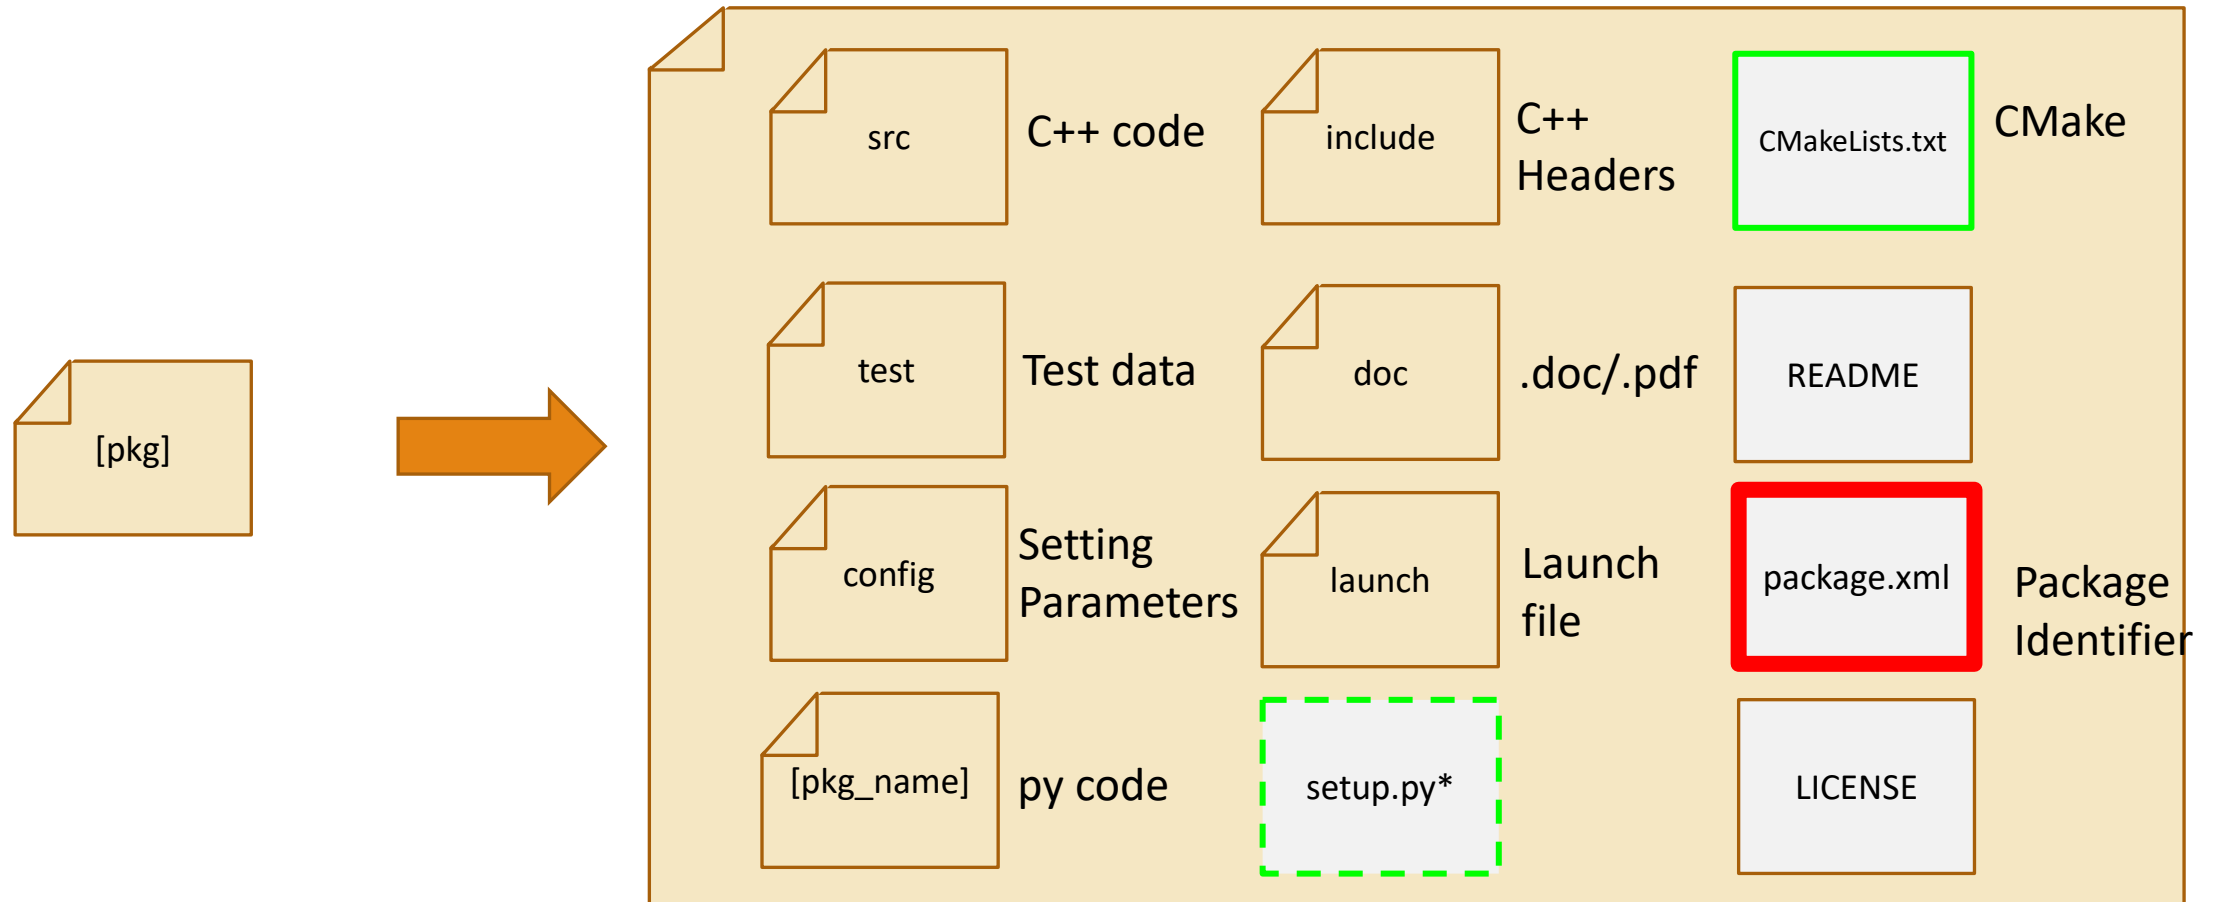 [pkg]
src
C++ code
include
C++
Headers
CMakeLists.txt
CMake
test
Test data
doc
.doc/.pdf
README
config
Setting
Parameters
launch
Launch
file
package.xml
Package
Identifier
[pkg_name]
py code
setup.py*
LICENSE